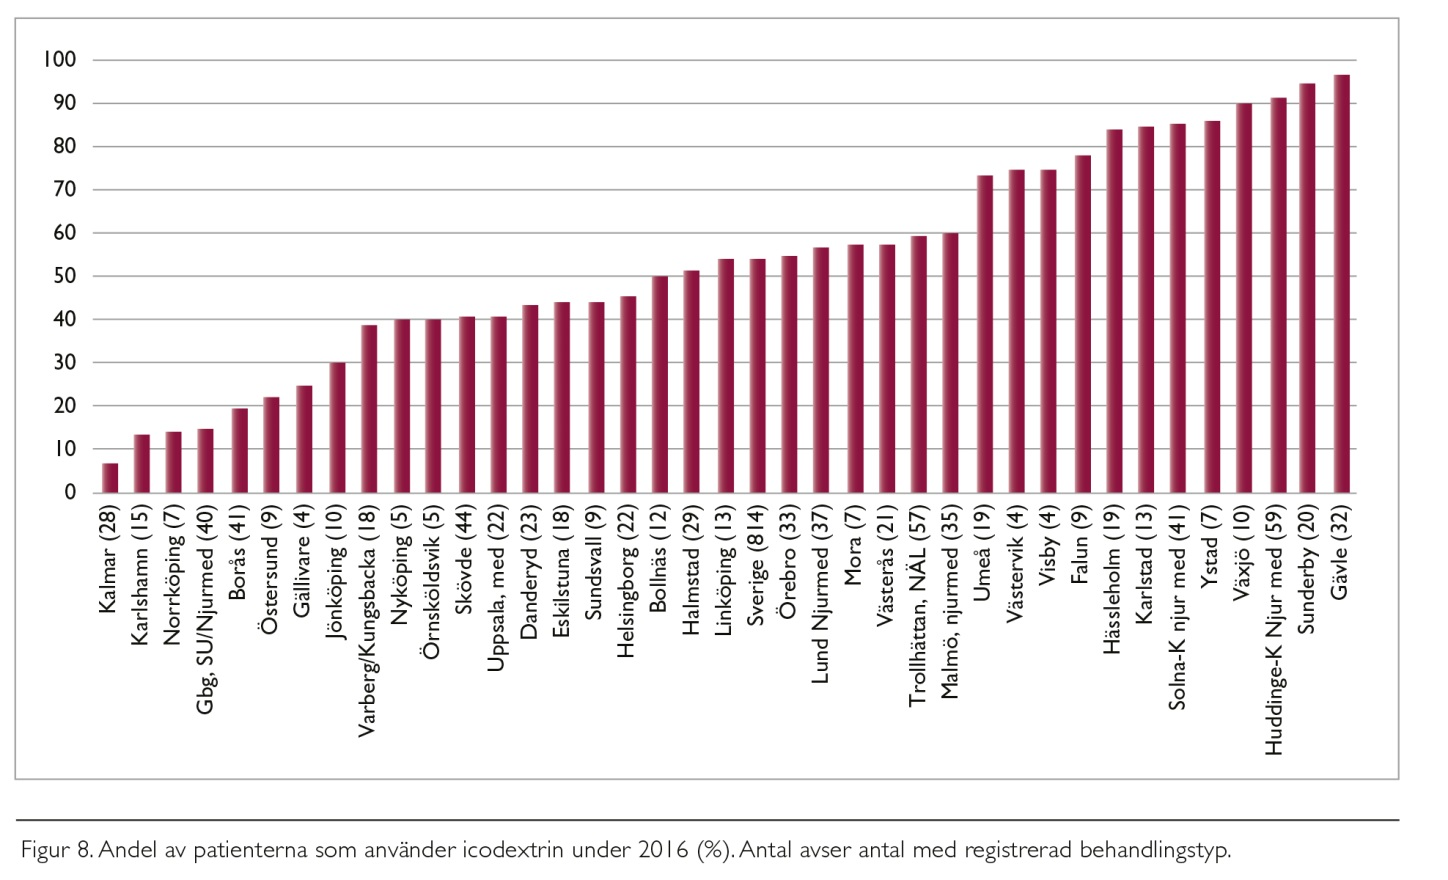 100
90
80
70
60
50
40
30
20
10
0
Kalmar (28)
Karlshamn (15)
Norrköping (7)
Gbg, SU/Njurmed (40)
Borås (41)
Östersund (9)
Gällivare (4)
Jönköping (10)
Varberg/Kungsbacka (18)
Nyköping (5)
Örnsköldsvik (5)
Skövde (44)
Uppsala, med (22)
Danderyd (23)
Eskilstuna (18)
Sundsvall (9)
Helsingborg (22)
Bollnäs (12)
Halmstad (29)
Linköping (13)
Sverige (814)
Örebro (33)
Lund Njurmed (37)
Mora (7)
Västerås (21)
Trollhättan, NÄL (57)
Malmö, njurmed (35)
Umeå (19)
Västervik (4)
Visby (4)
Falun (9)
Hässleholm (19)
Karlstad (13)
Solna-K njur med (41)
Ystad (7)
Växjö (10)
Huddinge-K Njur med (59)
Sunderby (20)
Gävle (32)
Figur 8. Andel av patienterna som använder icodextrin under 2016 (%). Antal avser antal med registrerad behandlingstyp.